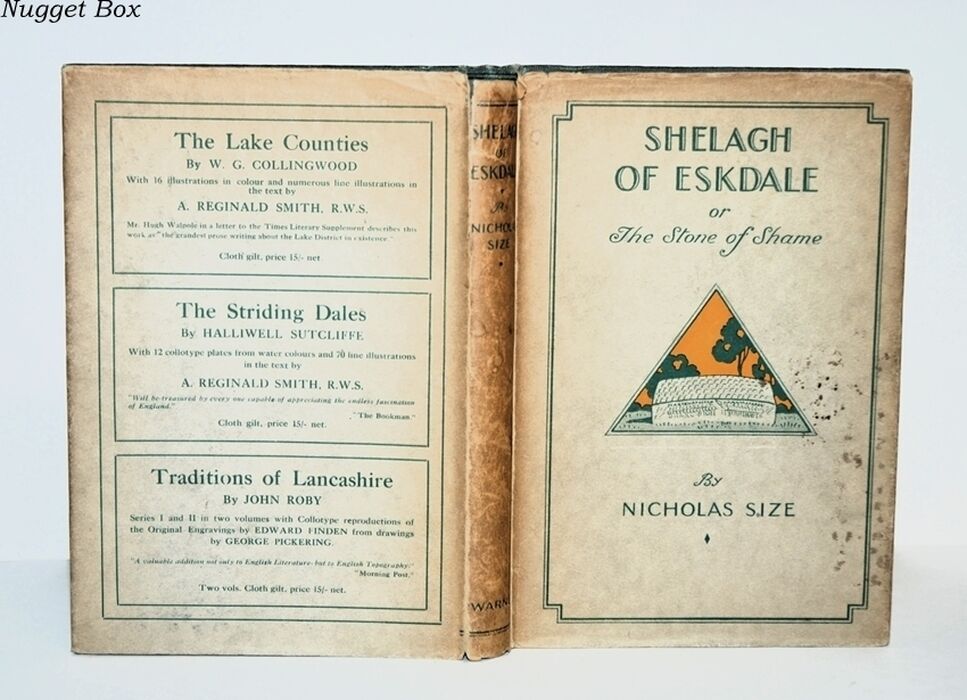 Nugget Box
The Lake Counties
By W. G. COLLINGWOOD
With 16 illustrations in colour and numerous line illustrations in
the text by
A. REGINALD SMITH, R.W.S.
Mr. Hugh Walpole in a letter to the Times Literary Supplement describes this
work as "the grandest prose writing about the Lake District in existence."
Cloth gilt, price 15/- net
The Striding Dales
By HALLIWELL SUTCLIFFE
With 12 collotype plates from water colours and 70 line illustrations
in the text by
A. REGINALD SMITH, R.W.S.
"Will be treasured by every one capable of appreciating the endless fascination
of England."
"The Bookman."
Cloth gilt, price 15/- net.
Traditions of Lancashire
By JOHN ROBY
Series I and II in two volumes with Collotype reproductions of
the Original Engravings by EDWARD FINDEN from drawings
by GEORGE PICKERING.
"A valuable addition not only to English Literature but to English Topography."
"Morning Post."
Two vols. Cloth gilt, price 15/- net.
SHELAG
of
ESKDA
By
NICHOL
SIZE
WARN
SHELAGH
OF ESKDALE
or
The Stone of Shame
By
NICHOLAS SIZE